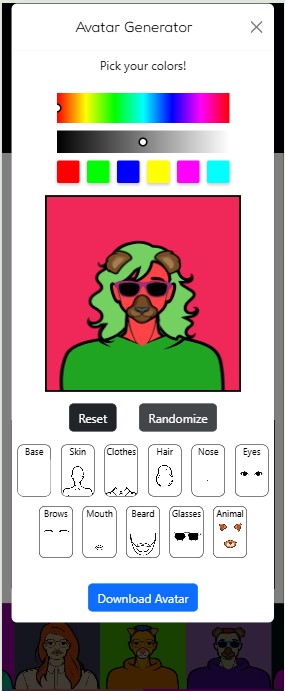 Avatar Generator
Pick your colors!
Reset Randomize
Base Skin Clothes Hair Nose Eyes
Brows Mouth Beard Glasses Animal
Download Avatar